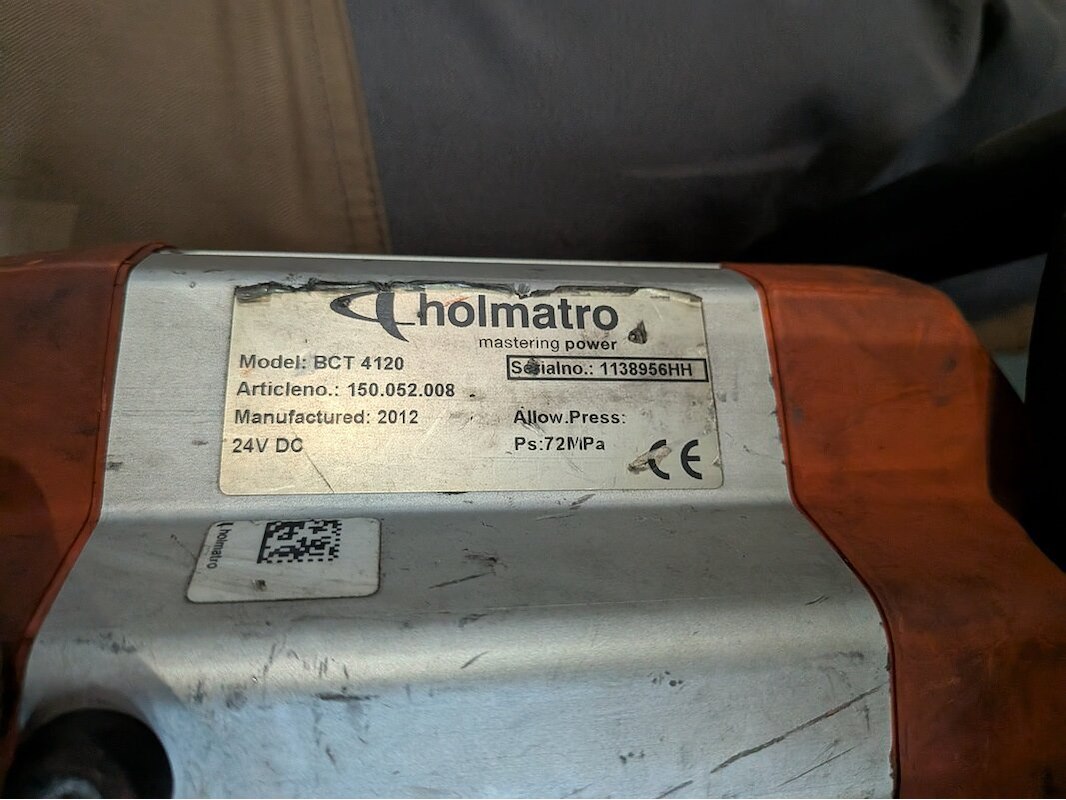 holmatro
mastering power
Model: BCT 4120
Serialno.: 1138956HH
Articleno.: 150.052.008
Manufactured: 2012
Allow.Press:
24V DC
Ps:72MPa
CE
holmatro